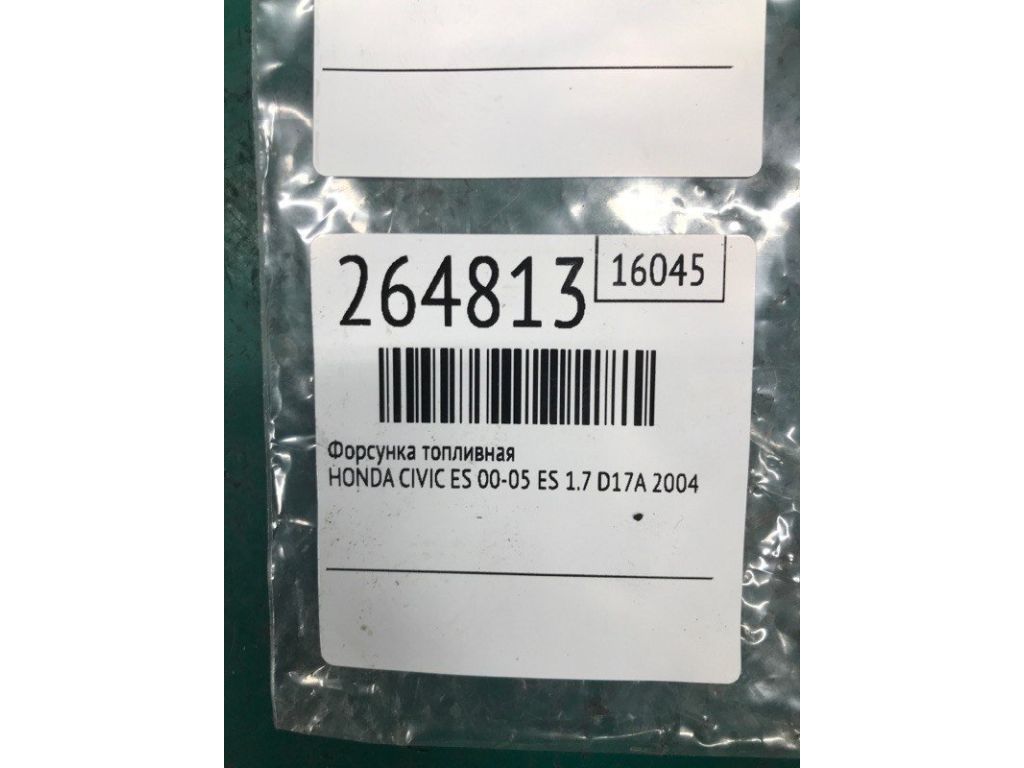 264813
16045
Форсунка топливная
HONDA CIVIC ES 00-05 ES 1.7 D17A 2004